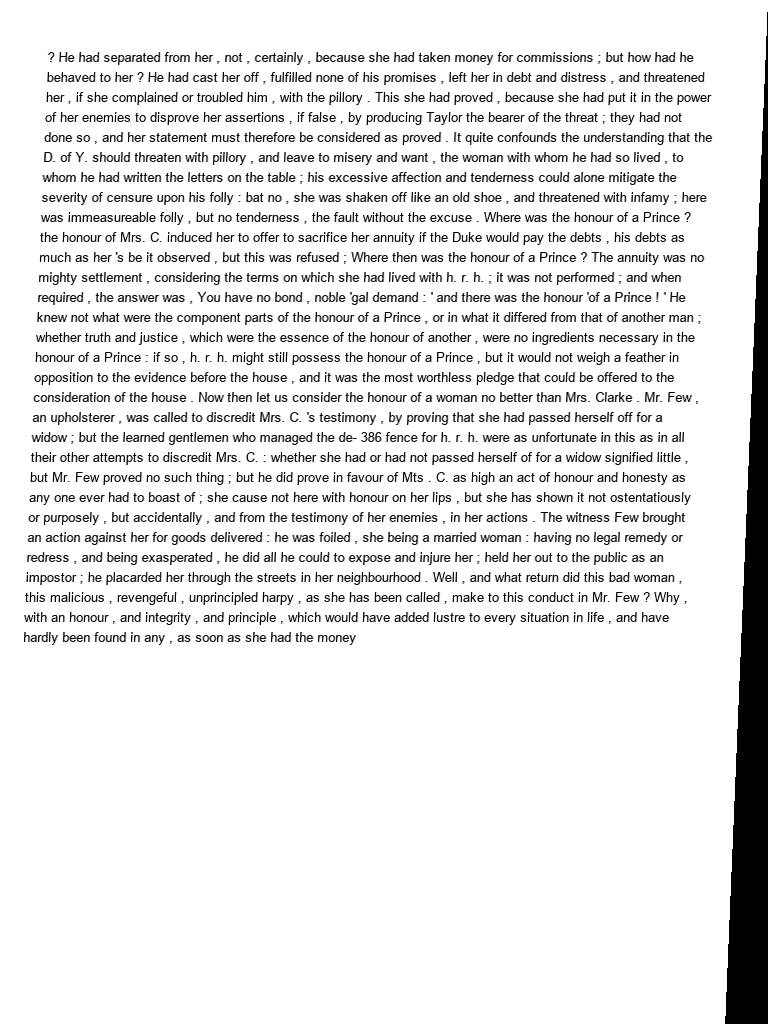 ? He had separated from her , not , certainly , because she had taken money for commissions ; but how had he
behaved to her ? He had cast her off , fulfilled none of his promises , left her in debt and distress , and threatened
her , if she complained or troubled him , with the pillory . This she had proved , because she had put it in the power
of her enemies to disprove her assertions , if false , by producing Taylor the bearer of the threat ; they had not
done so , and her statement must therefore be considered as proved . It quite confounds the understanding that the
D. of Y. should threaten with pillory , and leave to misery and want , the woman with whom he had so lived , to
whom he had written the letters on the table ; his excessive affection and tenderness could alone mitigate the
severity of censure upon his folly : bat no , she was shaken off like an old shoe , and threatened with infamy ; here
was immeasureable folly , but no tenderness , the fault without the excuse . Where was the honour of a Prince ?
the honour of Mrs. C. induced her to offer to sacrifice her annuity if the Duke would pay the debts , his debts as
much as her 's be it observed , but this was refused ; Where then was the honour of a Prince ? The annuity was no
mighty settlement , considering the terms on which she had lived with h. r. h. ; it was not performed ; and when
required , the answer was , You have no bond , noble 'gal demand : ' and there was the honour 'of a Prince ! ' He
knew not what were the component parts of the honour of a Prince , or in what it differed from that of another man ;
whether truth and justice , which were the essence of the honour of another , were no ingredients necessary in the
honour of a Prince : if so , h. r. h. might still possess the honour of a Prince , but it would not weigh a feather in
opposition to the evidence before the house , and it was the most worthless pledge that could be offered to the
consideration of the house . Now then let us consider the honour of a woman no better than Mrs. Clarke . Mr. Few ,
an upholsterer , was called to discredit Mrs. C. 's testimony , by proving that she had passed herself off for a
widow ; but the learned gentlemen who managed the de- 386 fence for h. r. h. were as unfortunate in this as in all
their other attempts to discredit Mrs. C. : whether she had or had not passed herself of for a widow signified little ,
but Mr. Few proved no such thing ; but he did prove in favour of Mts . C. as high an act of honour and honesty as
any one ever had to boast of ; she cause not here with honour on her lips , but she has shown it not ostentatiously
or purposely , but accidentally , and from the testimony of her enemies , in her actions . The witness Few brought
an action against her for goods delivered : he was foiled , she being a married woman : having no legal remedy or
redress , and being exasperated , he did all he could to expose and injure her ; held her out to the public as an
impostor ; he placarded her through the streets in her neighbourhood . Well , and what return did this bad woman ,
this malicious , revengeful , unprincipled harpy , as she has been called , make to this conduct in Mr. Few ? Why ,
with an honour , and integrity , and principle , which would have added lustre to every situation in life , and have
hardly been found in any , as soon as she had the money